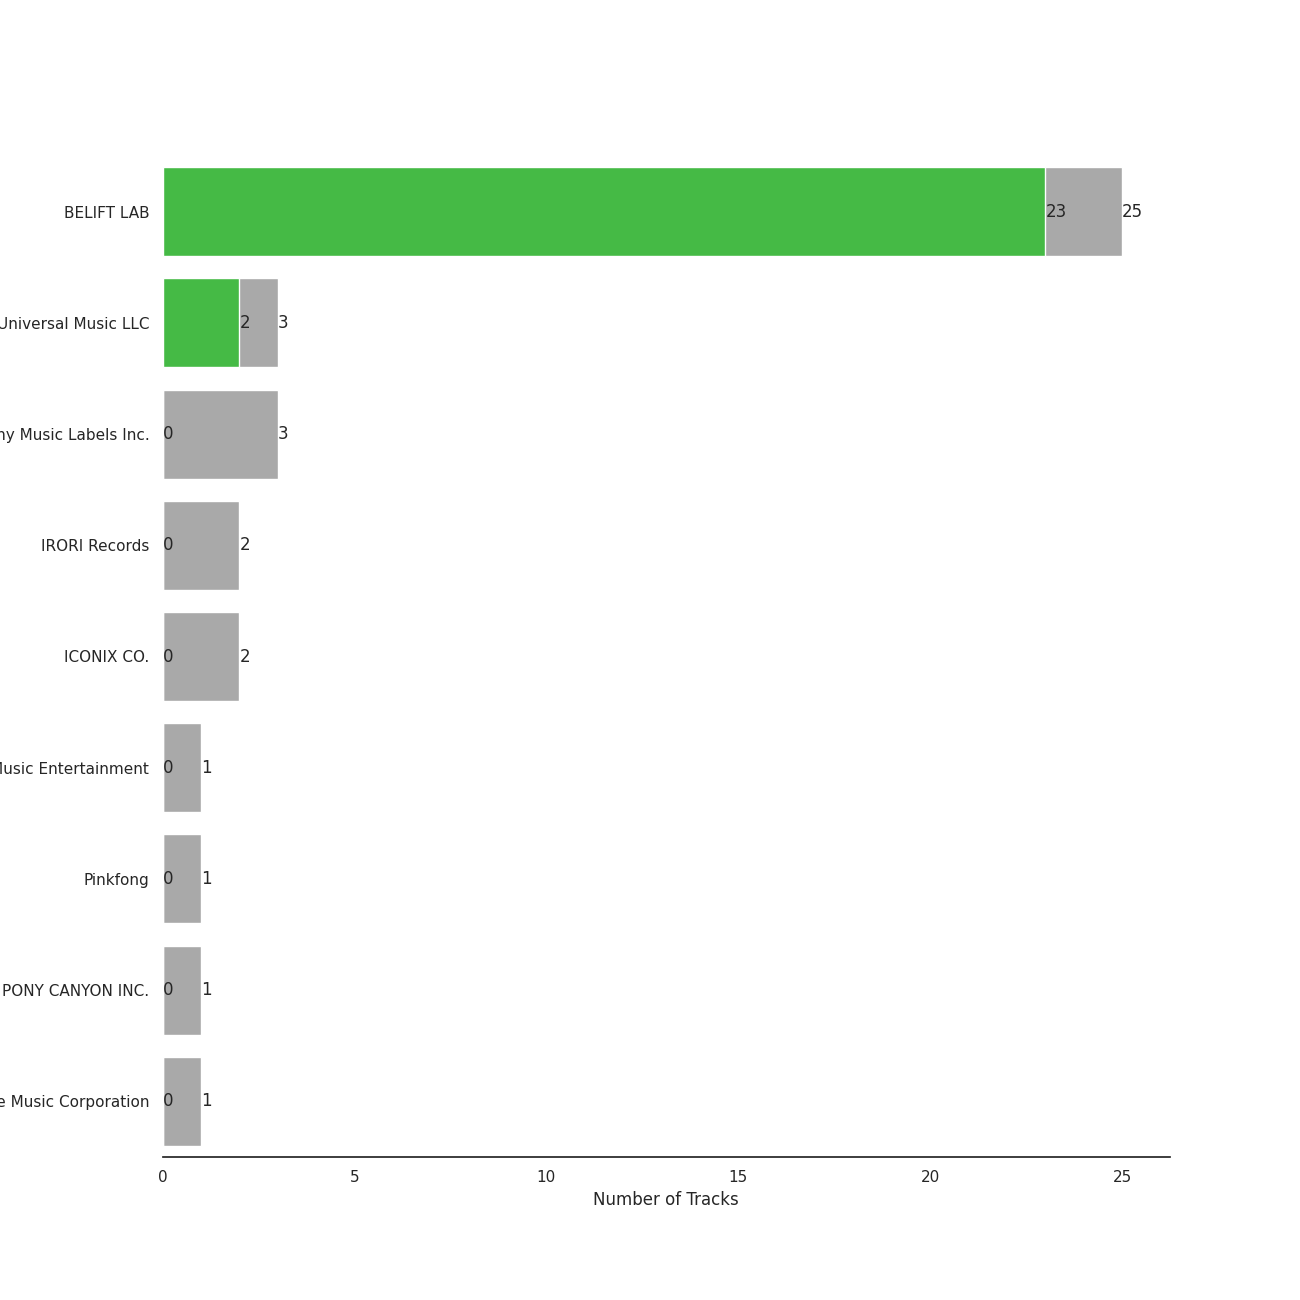 BELIFT LAB 23 25
Universal Music LLC 2 3
Music Labels Inc. 0 3
IRORI Records 0 2
ICONIX CO. 0 2
Entertainment 0 1
Pinkfong 0 1
PONY CANYON INC. 0 1
Music Corporation 0 1
0 5 10 15 20 25
Number of Tracks